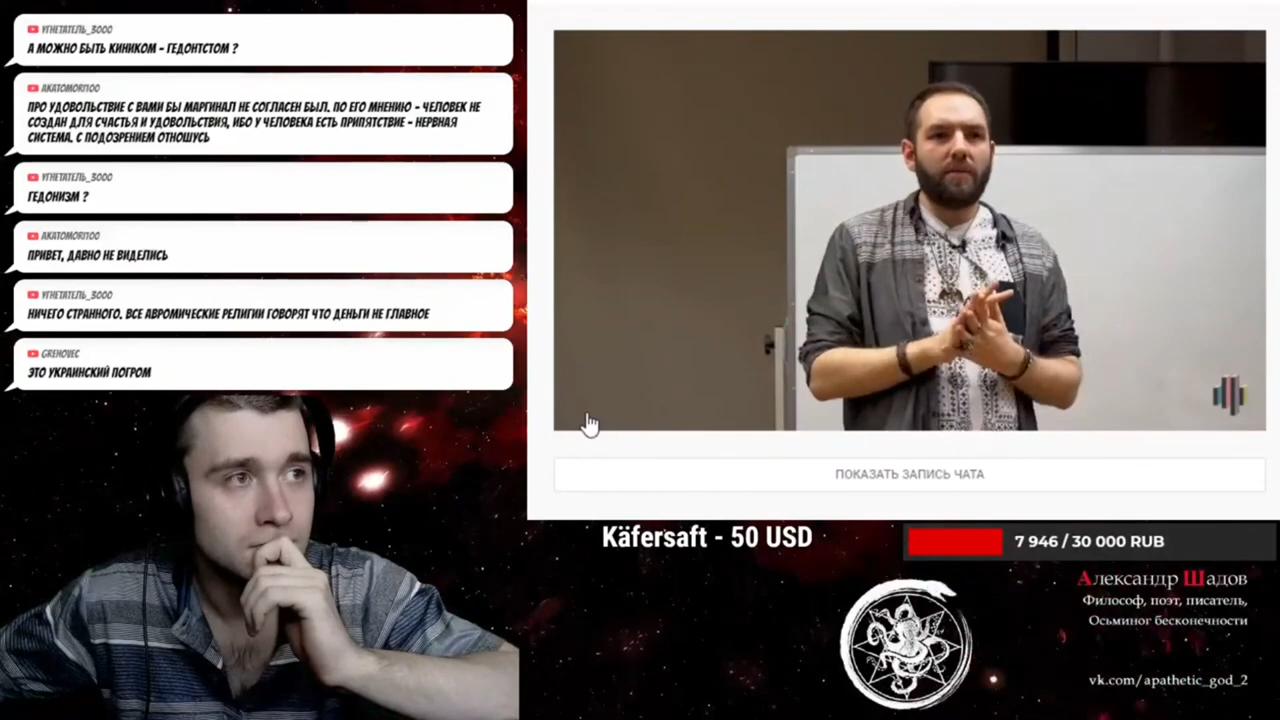 УГНЕТАТЕЛЬ_3000
А МОЖНО БЫТЬ КИНИКОМ - ГЕДОНТСТОМ ?
AKATOMORI100
ПРО УДОВОЛЬСТВИЕ С ВАМИ БЫ МАРГИНАЛ НЕ СОГЛАСЕН БЫЛ. ПО ЕГО МНЕНИЮ - ЧЕЛОВЕК НЕ
СОЗДАН ДЛЯ СЧАСТЬЯ И УДОВОЛЬСТВИЯ, ИБО У ЧЕЛОВЕКА ЕСТЬ ПРИПЯТСТВИЕ - НЕРВНАЯ
СИСТЕМА. С ПОДОЗРЕНИЕМ ОТНОШУСЬ
УГНЕТАТЕЛЬ_3000
ГЕДОНИЗМ ?
AKATOMORI100
ПРИВЕТ, ДАВНО НЕ ВИДЕЛИСЬ
УГНЕТАТЕЛЬ_3000
НИЧЕГО СТРАННОГО. ВСЕ АВРОМИЧЕСКИЕ РЕЛИГИИ ГОВОРЯТ ЧТО ДЕНЬГИ НЕ ГЛАВНОЕ
GREHOVEC
ЭТО УКРАИНСКИЙ ПОГРОМ
ПОКАЗАТЬ ЗАПИСЬ ЧАТА
Käfersaft - 50 USD
7 946 / 30 000 RUB
Александр Шадов
Философ, поэт, писатель,
Осьминог бесконечности
vk.com/apathetic_god_2